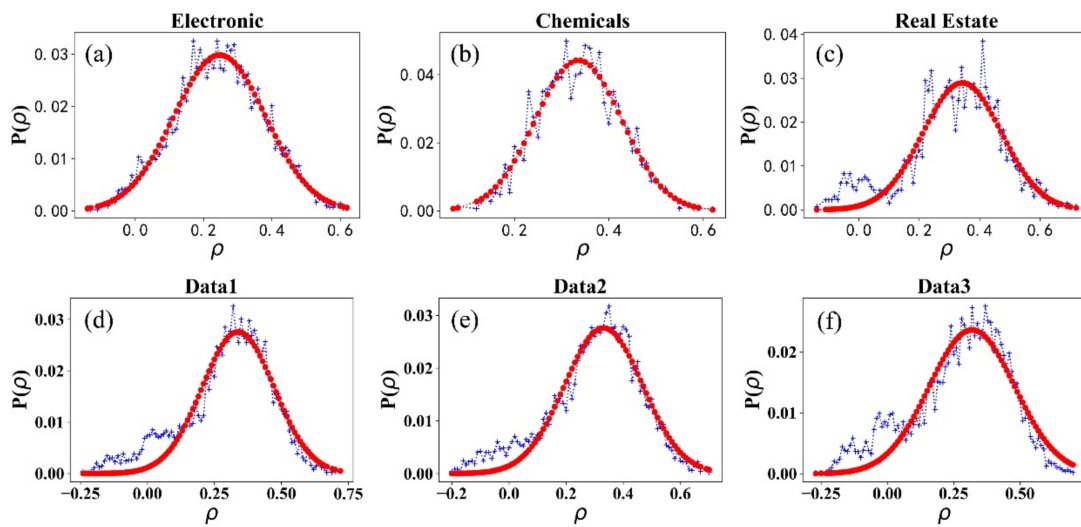 Electronic
(a)
P(ρ)
0.03
0.02
0.01
0.00
0.0
0.2
0.4
0.6
ρ
Chemicals
(b)
P(ρ)
0.04
0.02
0.00
0.2
0.4
0.6
ρ
Real Estate
(c)
P(ρ)
0.04
0.03
0.02
0.01
0.00
0.0
0.2
0.4
0.6
ρ
Data1
(d)
P(ρ)
0.03
0.02
0.01
0.00
−0.25
0.00
0.25
0.50
0.75
ρ
Data2
(e)
P(ρ)
0.03
0.02
0.01
0.00
−0.2
0.0
0.2
0.4
0.6
ρ
Data3
(f)
P(ρ)
0.02
0.01
0.00
−0.25
0.00
0.25
0.50
ρ